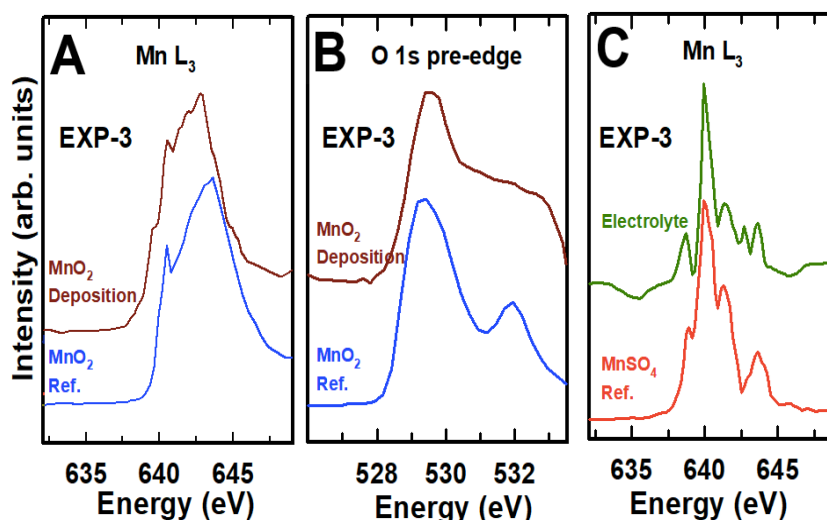 Intensity (arb. units)
A
Mn L3
EXP-3
MnO2
Deposition
MnO2
Ref.
635 640 645
Energy (eV)
B
O 1s pre-edge
EXP-3
MnO2
Deposition
MnO2
Ref.
528 530 532
Energy (eV)
C
Mn L3
EXP-3
Electrolyte
MnSO4
Ref.
635 640 645
Energy (eV)